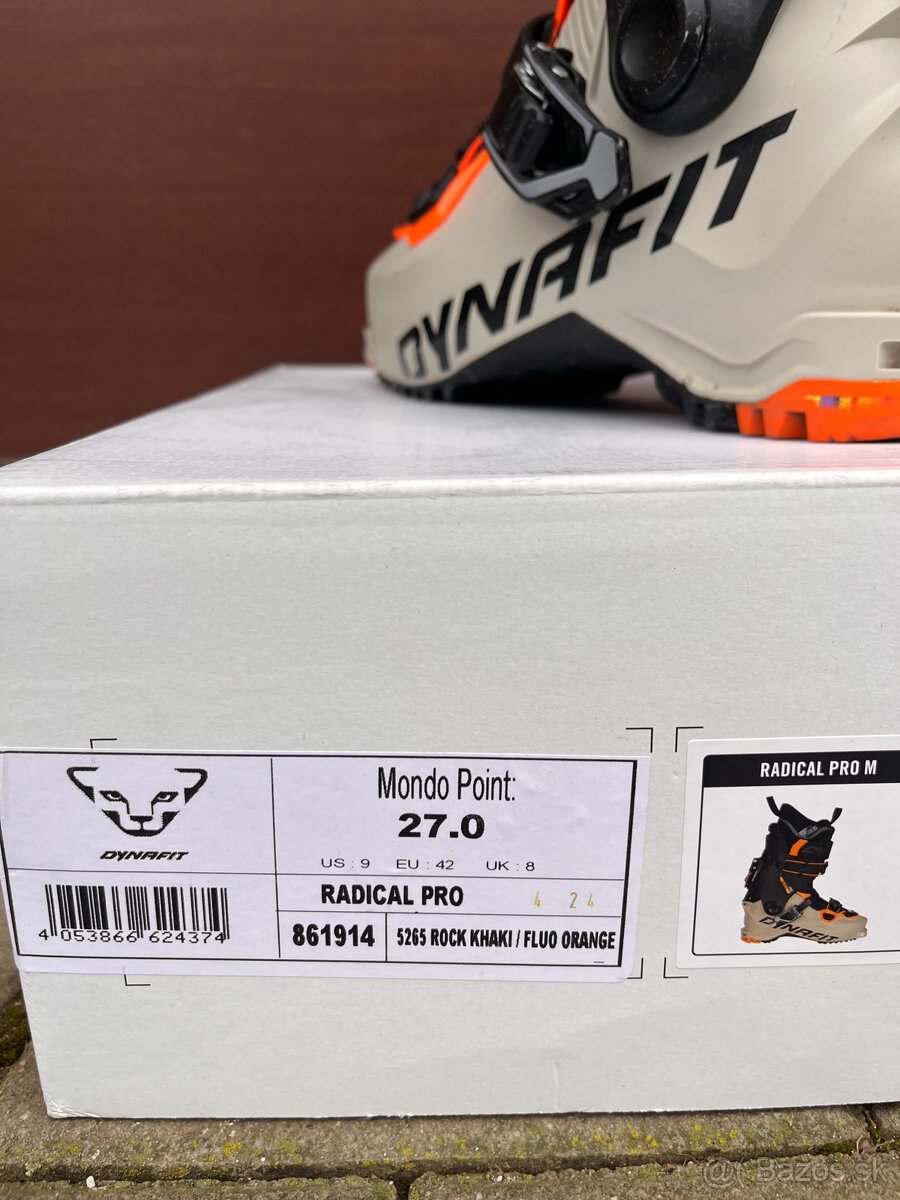 DYNAFIT
DYNAFIT
Mondo Point:
27.0
US : 9 EU : 42 UK : 8
RADICAL PRO 4 24
4 053866 624374
861914
5265 ROCK KHAKI / FLUO ORANGE
RADICAL PRO M
DYNAFIT
Bazos.sk